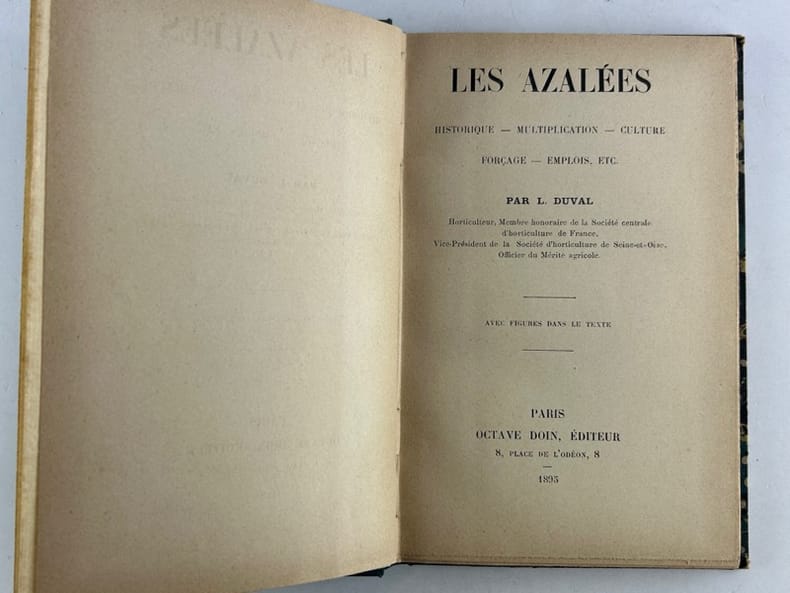 LES AZALÉES
HISTORIQUE — MULTIPLICATION — CULTURE
FORÇAGE — EMPLOIS, ETC.
PAR L. DUVAL
Horticulteur, Membre honoraire de la Société centrale
d'horticulture de France,
Vice-Président de la Société d'horticulture de Seine-et-Oise,
Officier du Mérite agricole.
AVEC FIGURES DANS LE TEXTE
PARIS
OCTAVE DOIN, ÉDITEUR
8, PLACE DE L'ODÉON, 8
1895